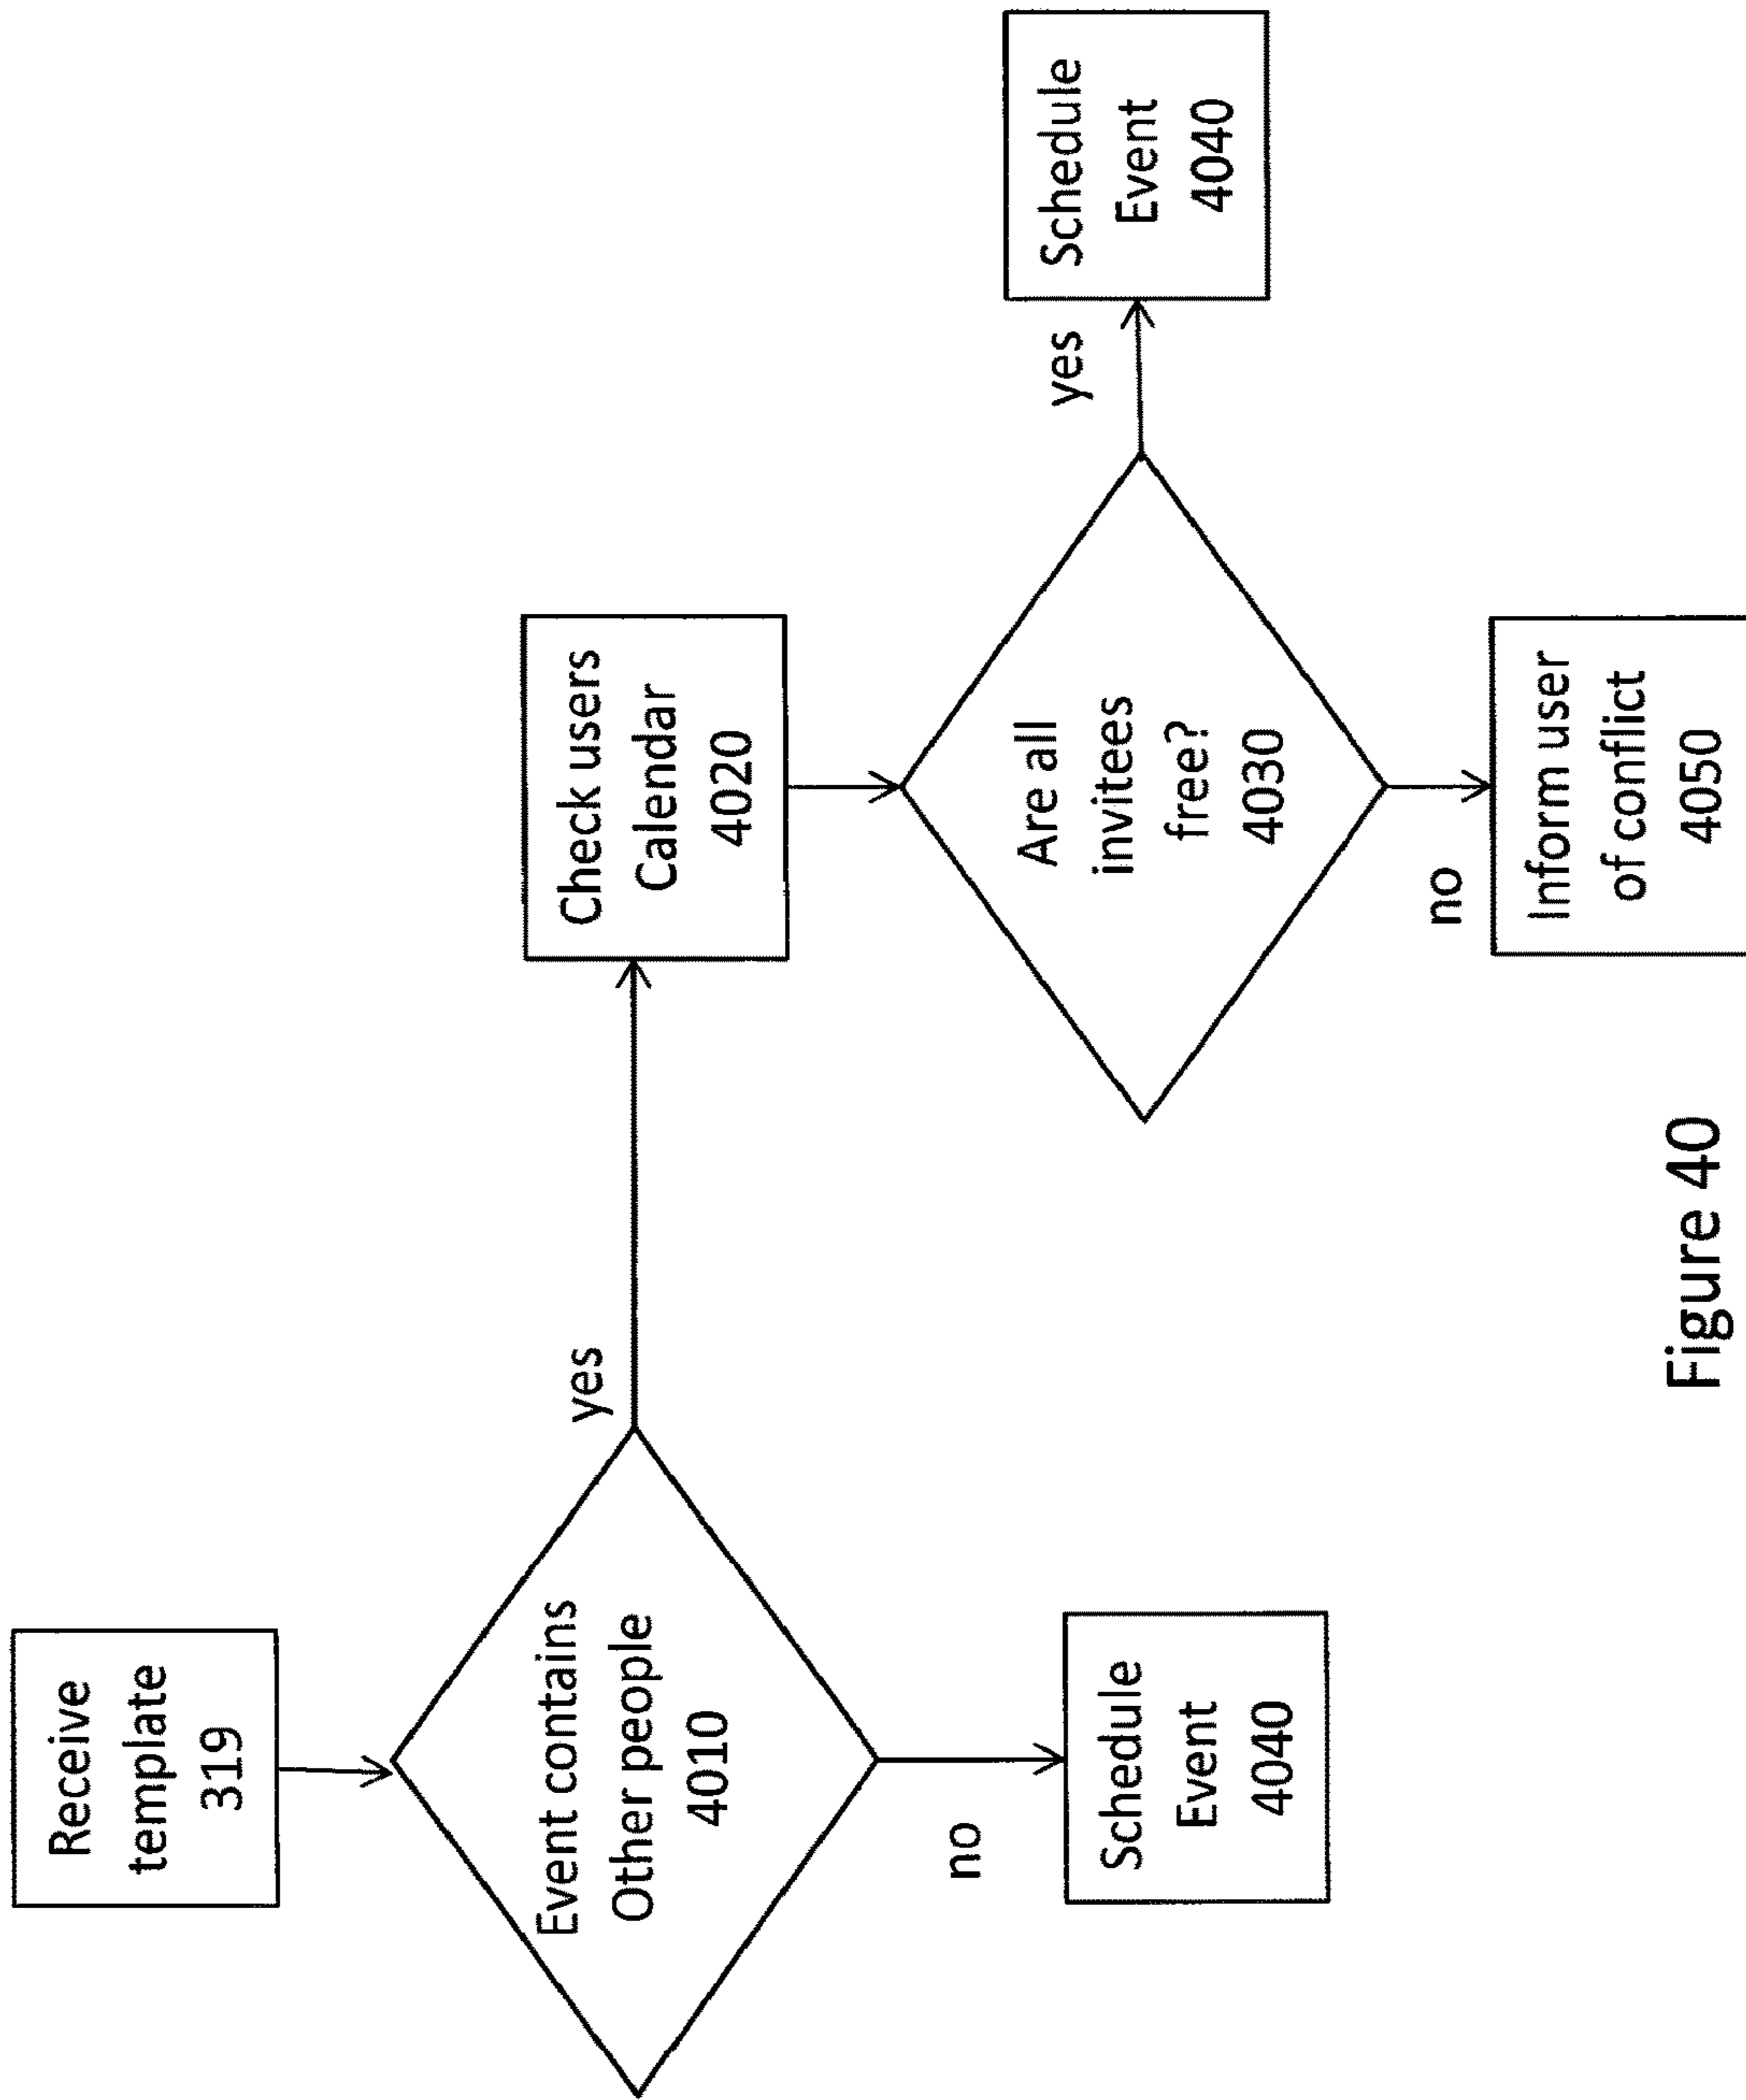 Receive
template
319
Event contains
Other people
4010
yes
no
Schedule
Event
4040
Check users
Calendar
4020
Are all
invitees
free?
4030
yes
Schedule
Event
4040
no
Inform user
of conflict
4050
Figure 40